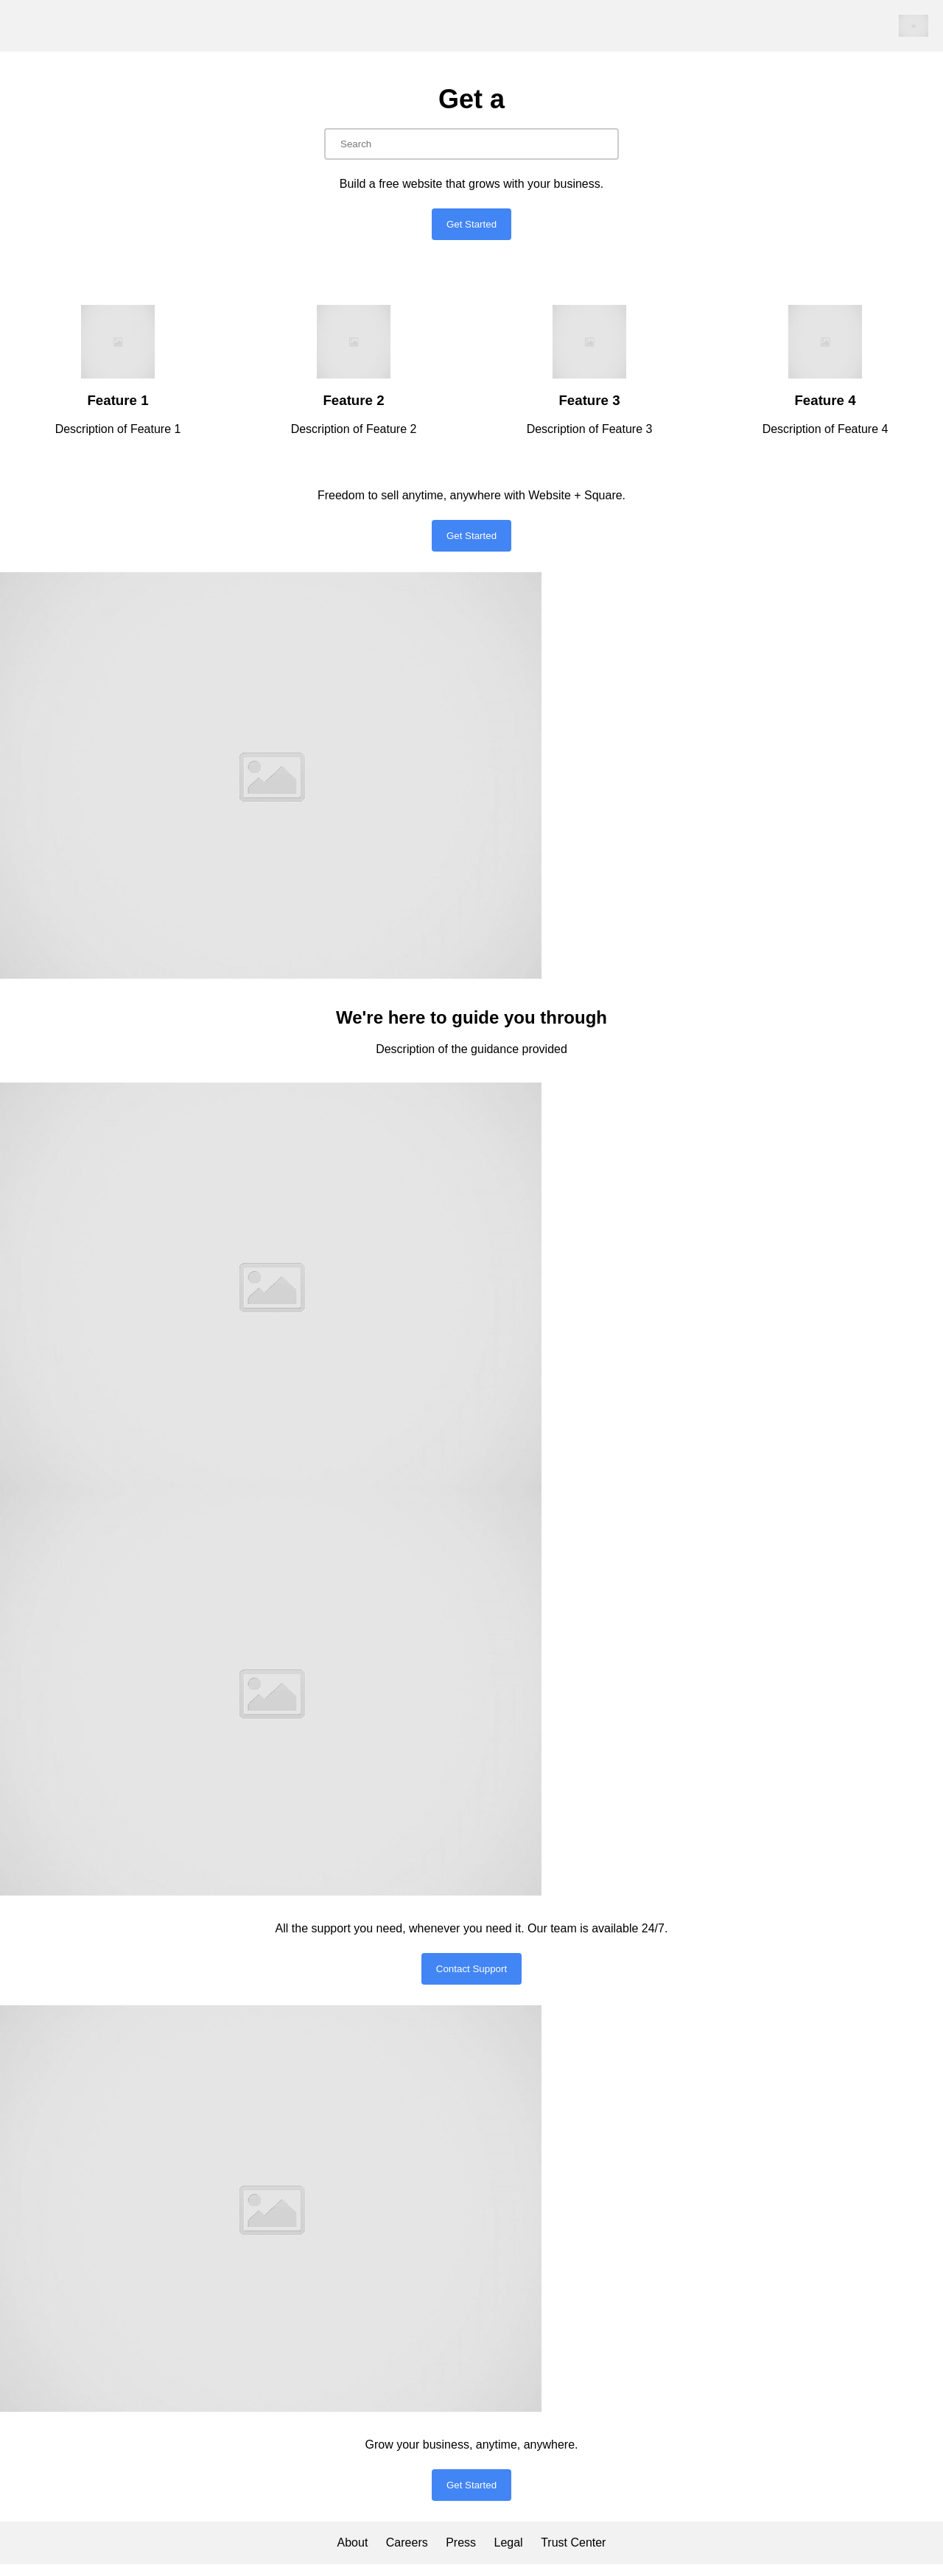 Get a
Search
Build a free website that grows with your business.
Get Started
Feature 1
Feature 2
Feature 3
Feature 4
Description of Feature 1
Description of Feature 2
Description of Feature 3
Description of Feature 4
Freedom to sell anytime, anywhere with Website + Square.
Get Started
We're here to guide you through
Description of the guidance provided
All the support you need, whenever you need it. Our team is available 24/7.
Contact Support
Grow your business, anytime, anywhere.
Get Started
About Careers Press Legal Trust Center